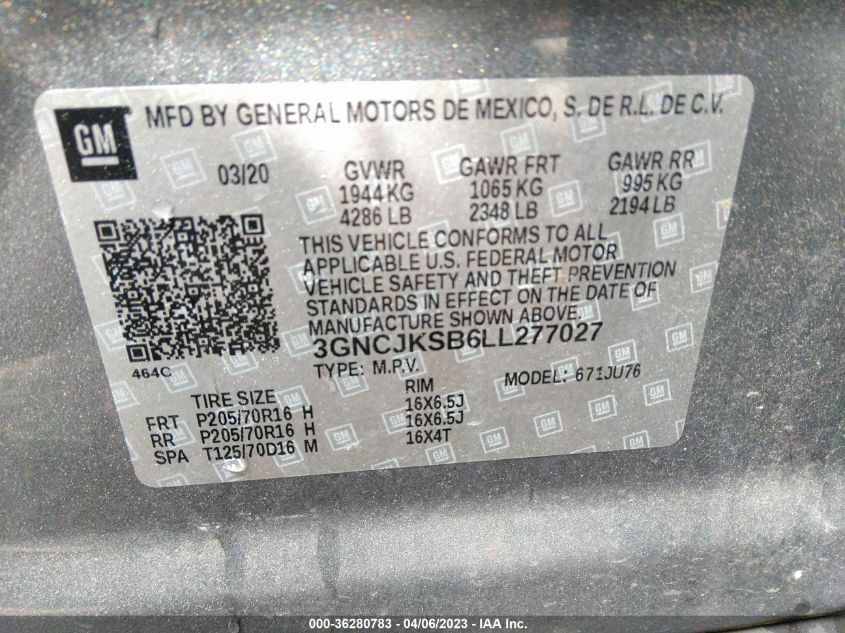 GM
MFD BY GENERAL MOTORS DE MEXICO, S. DE R.L. DE C.V.
03/20 GVWR GAWR FRT GAWR RR
1944 KG 1065 KG 995 KG
4286 LB 2348 LB 2194 LB
THIS VEHICLE CONFORMS TO ALL
APPLICABLE U.S. FEDERAL MOTOR
VEHICLE SAFETY AND THEFT PREVENTION
STANDARDS IN EFFECT ON THE DATE OF
MANUFACTURE SHOWN ABOVE.
3GNCJKSB6LL277027
464C
TYPE: M.P.V. MODEL: 671JU76
TIRE SIZE RIM
FRT P205/70R16 H 16X6.5J
RR P205/70R16 H 16X6.5J
SPA T125/70D16 M 16X4T
000-36280783 - 04/06/2023 - IAA Inc.